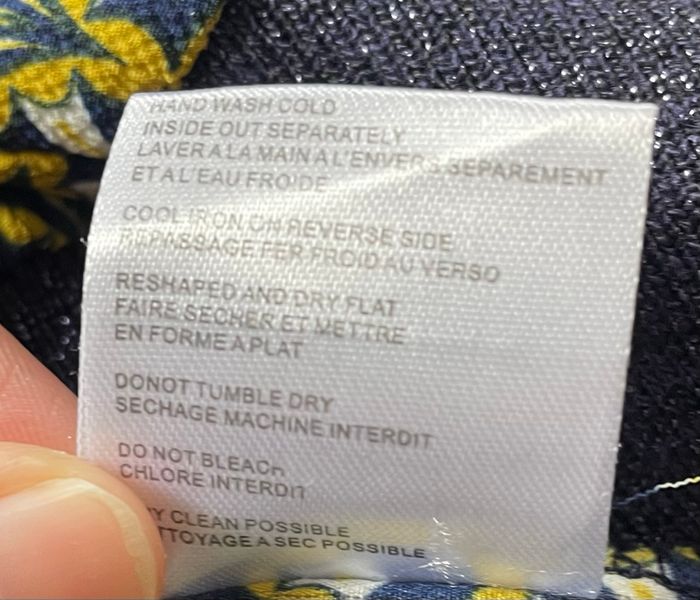 HAND WASH COLD
INSIDE OUT SEPARATELY
LAVER A LA MAIN A L'ENVERS SEPAREMENT
ET A L'EAU FROIDE
COOL IRON ON REVERSE SIDE
REPASSAGE FER FROID AU VERSO
RESHAPED AND DRY FLAT
FAIRE SECHER ET METTRE
EN FORME A PLAT
DONOT TUMBLE DRY
SECHAGE MACHINE INTERDIT
DO NOT BLEACH
CHLORE INTERDIT
Y CLEAN POSSIBLE
TTOYAGE A SEC POSSIBLE